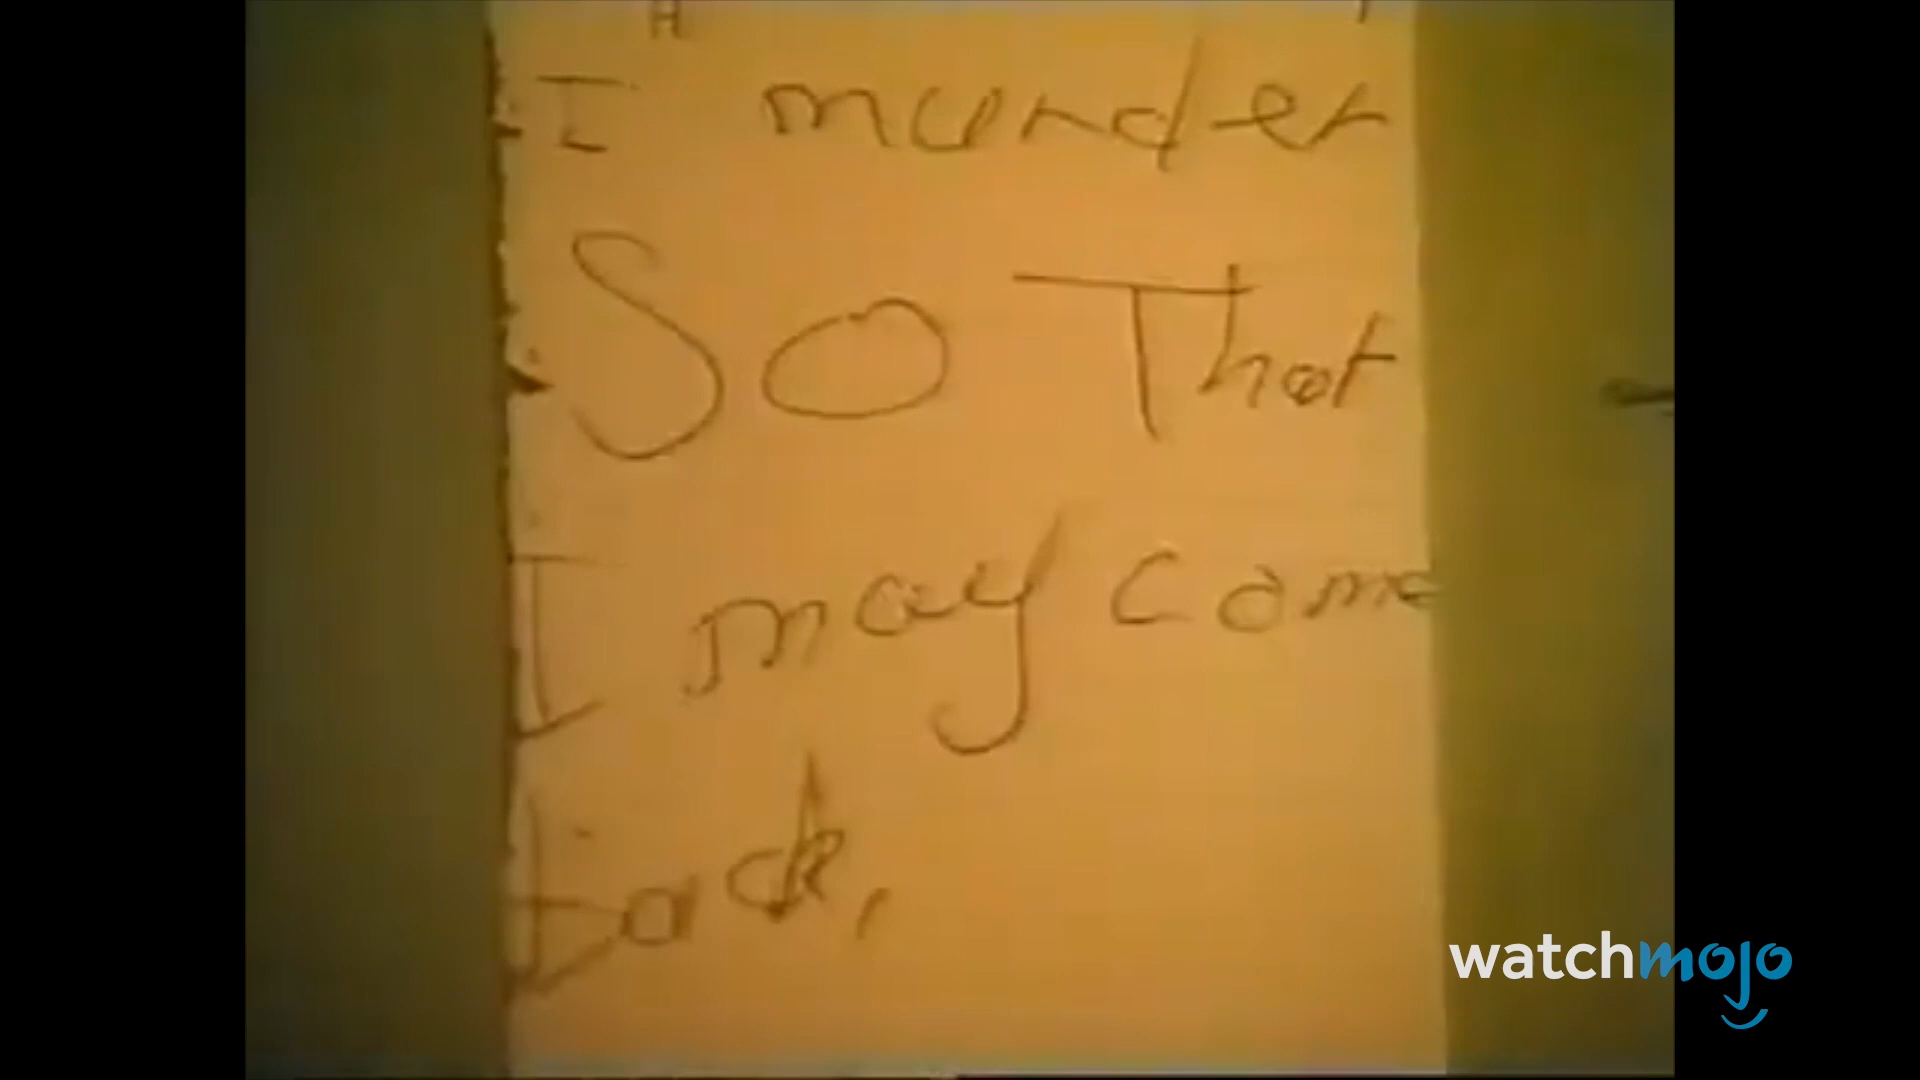 I murder
So That
I may come
back,
watchmojo